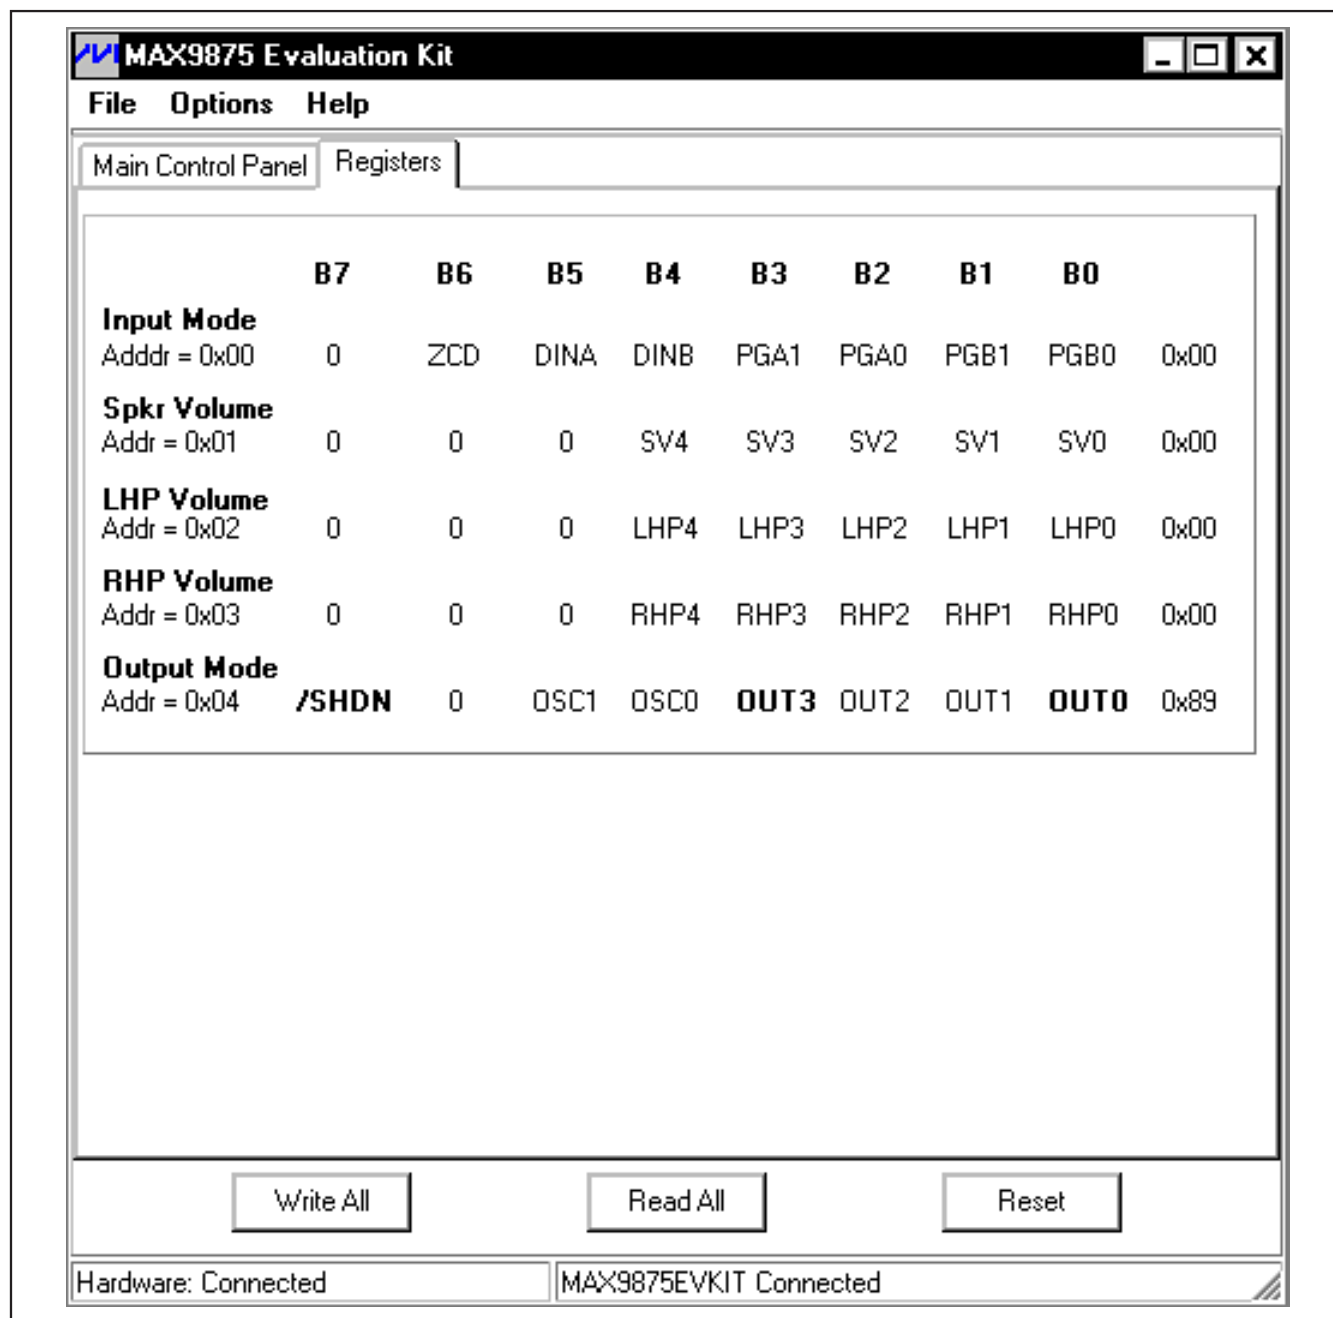 MAX9875 Evaluation Kit
File Options Help
Main Control Panel Registers
B7 B6 B5 B4 B3 B2 B1 B0
Input Mode
Adddr = 0x00 0 ZCD DINA DINB PGA1 PGA0 PGB1 PGB0 0x00
Spkr Volume
Addr = 0x01 0 0 0 SV4 SV3 SV2 SV1 SV0 0x00
LHP Volume
Addr = 0x02 0 0 0 LHP4 LHP3 LHP2 LHP1 LHP0 0x00
RHP Volume
Addr = 0x03 0 0 0 RHP4 RHP3 RHP2 RHP1 RHP0 0x00
Output Mode
Addr = 0x04 /SHDN 0 OSC1 OSC0 OUT3 OUT2 OUT1 OUT0 0x89
Write All Read All Reset
Hardware: Connected MAX9875EVKIT Connected